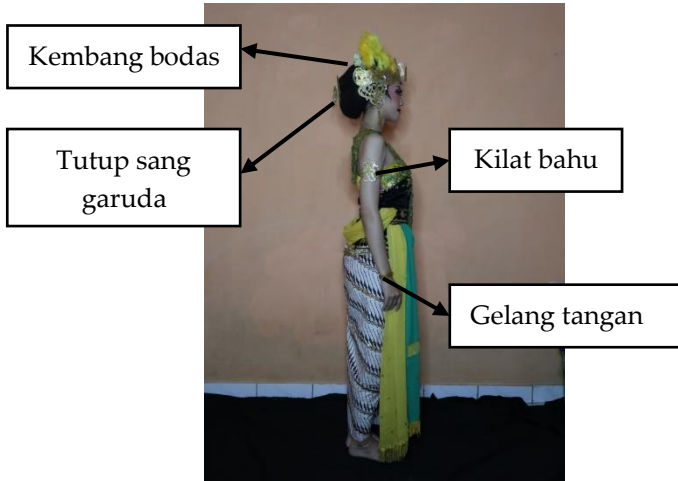 Kembang bodas
Tutup sang
garuda
Kilat bahu
Gelang tangan